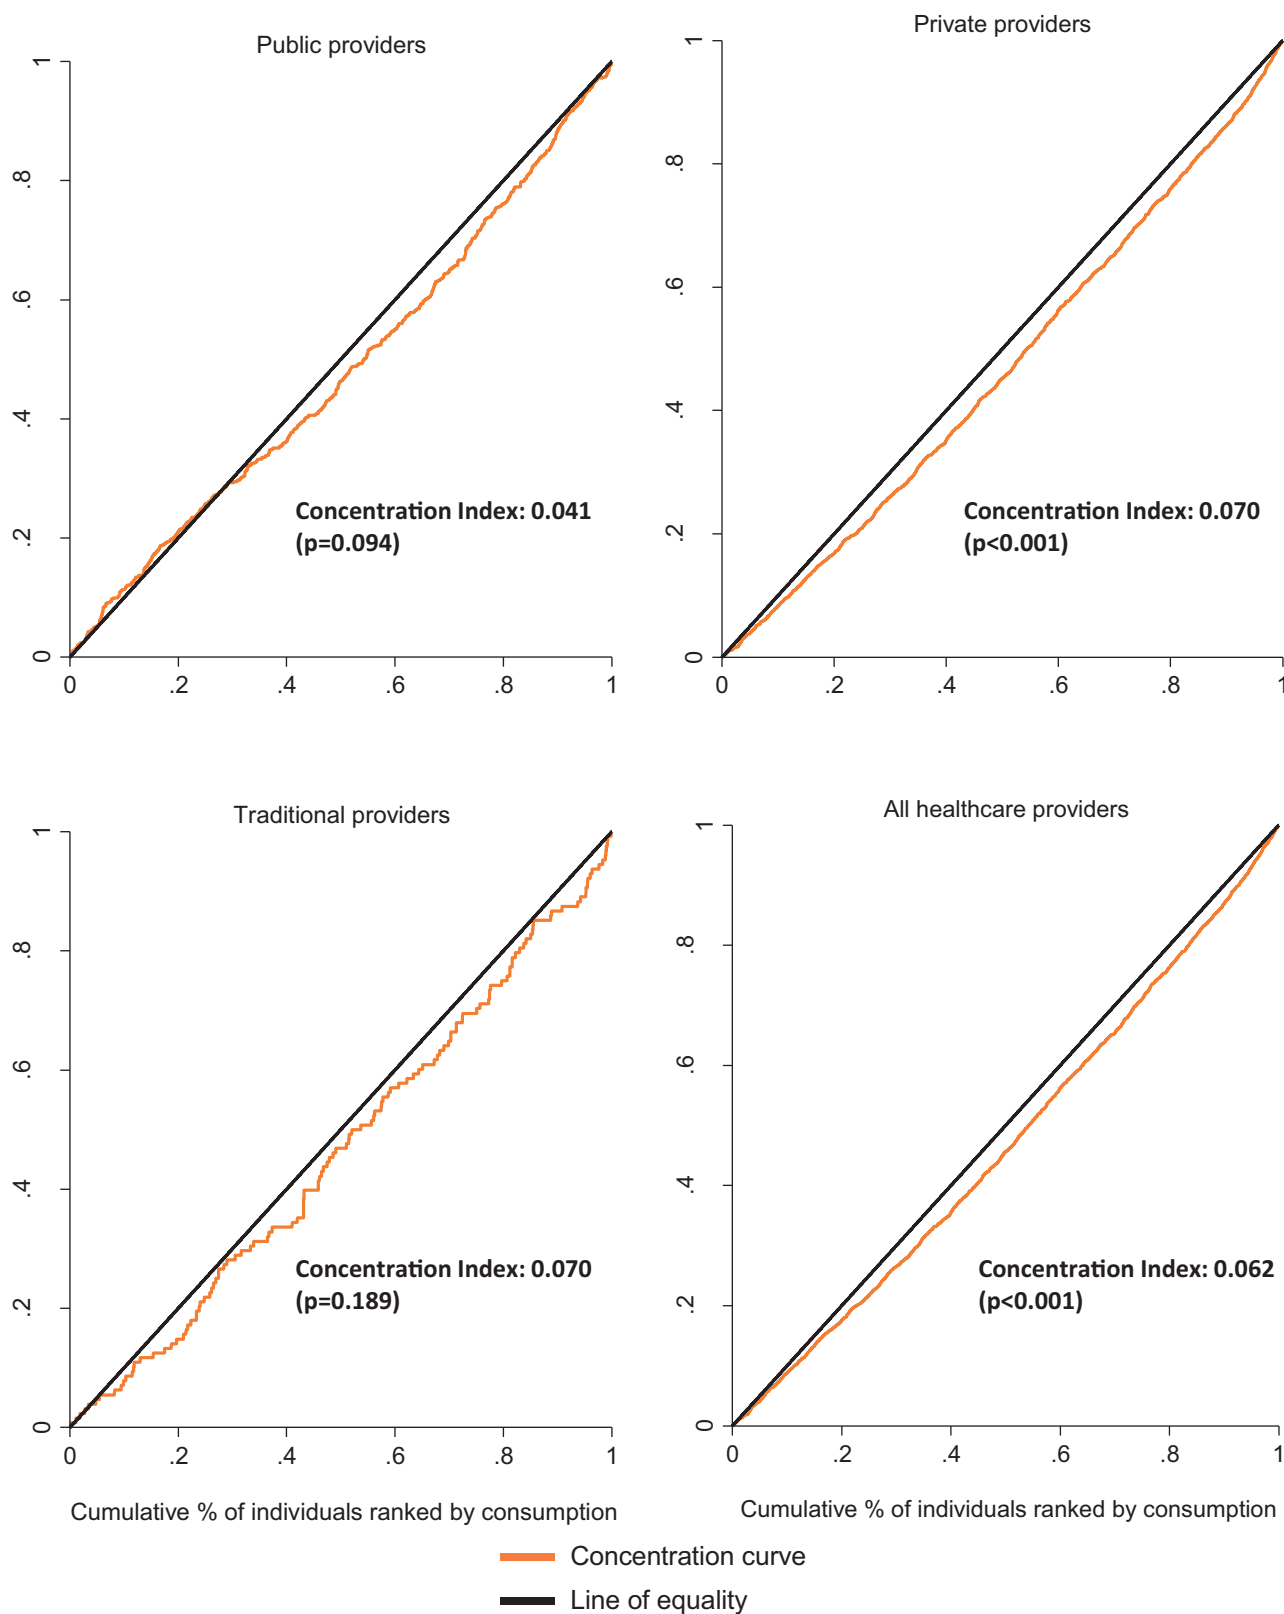 Public providers
1
.8
.6
.4
.2
0
0 .2 .4 .6 .8 1
Concentration Index: 0.041
(p=0.094)
Private providers
1
.8
.6
.4
.2
0
0 .2 .4 .6 .8 1
Concentration Index: 0.070
(p<0.001)
Traditional providers
1
.8
.6
.4
.2
0
0 .2 .4 .6 .8 1
Concentration Index: 0.070
(p=0.189)
Cumulative % of individuals ranked by consumption
All healthcare providers
1
.8
.6
.4
.2
0
0 .2 .4 .6 .8 1
Concentration Index: 0.062
(p<0.001)
Cumulative % of individuals ranked by consumption
Concentration curve
Line of equality